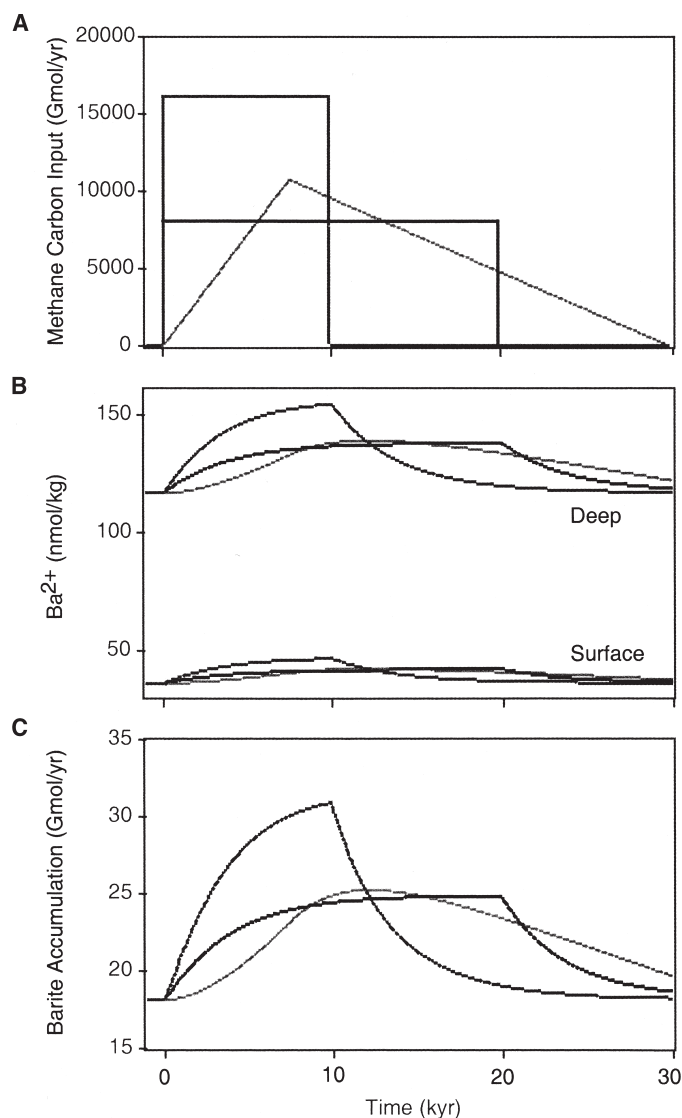 A
Methane Carbon Input (Gmol/yr)
20000
15000
10000
5000
0
B
Ba2+ (nmol/kg)
150
100
50
Deep
Surface
C
Barite Accumulation (Gmol/yr)
35
30
25
20
15
0
10
20
30
Time (kyr)